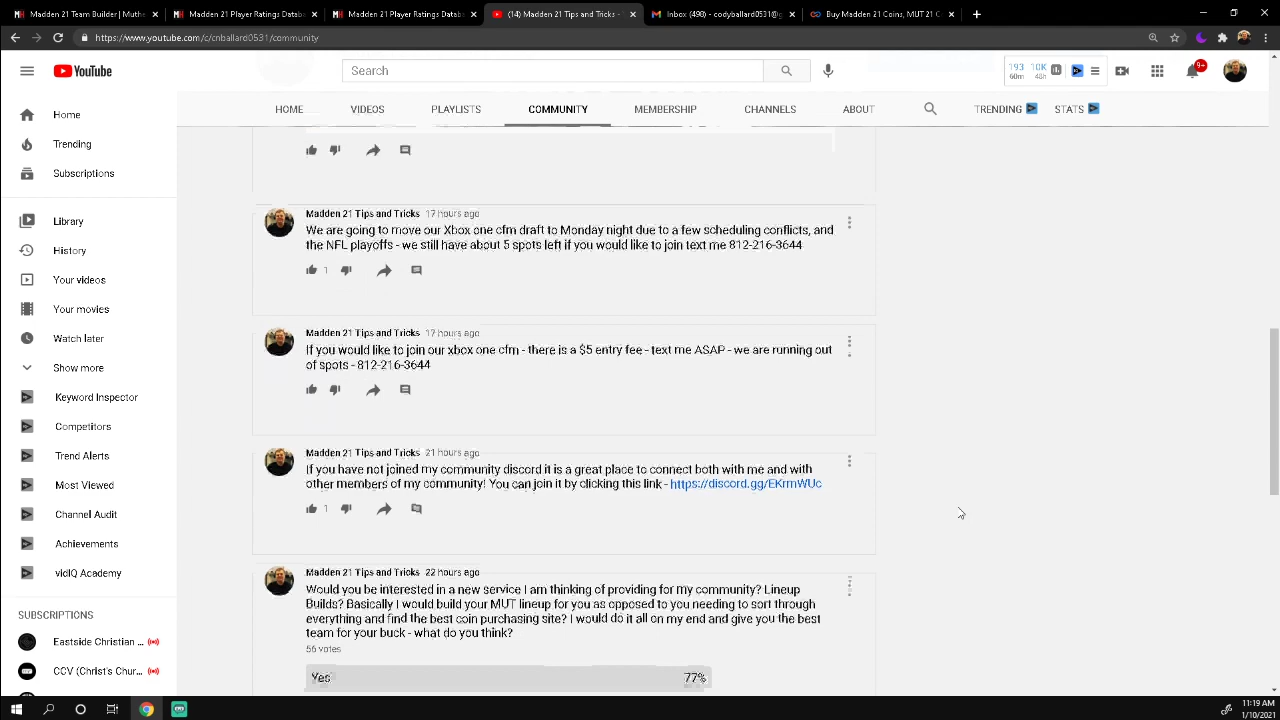 Madden 21 Team Builder | Muthe
Madden 21 Player Ratings Databa
Madden 21 Player Ratings Databa
(14) Madden 21 Tips and Tricks -
Inbox (498) - codyballard0531@g
Buy Madden 21 Coins, MUT 21 C
https://www.youtube.com/c/cnballard0531/community
YouTube
Search
193 10K
60m 48h
9+
HOME VIDEOS PLAYLISTS COMMUNITY MEMBERSHIP CHANNELS ABOUT TRENDING STATS
Home
Trending
Subscriptions
Library
History
Your videos
Your movies
Watch later
Show more
Keyword Inspector
Competitors
Trend Alerts
Most Viewed
Channel Audit
Achievements
vidIQ Academy
SUBSCRIPTIONS
Eastside Christian ...
CCV (Christ's Chur...
Madden 21 Tips and Tricks 17 hours ago
We are going to move our Xbox one cfm draft to Monday night due to a few scheduling conflicts, and
the NFL playoffs - we still have about 5 spots left if you would like to join text me 812-216-3644
1
Madden 21 Tips and Tricks 17 hours ago
If you would like to join our xbox one cfm - there is a $5 entry fee - text me ASAP - we are running out
of spots - 812-216-3644
Madden 21 Tips and Tricks 21 hours ago
If you have not joined my community discord it is a great place to connect both with me and with
other members of my community! You can join it by clicking this link - https://discord.gg/EKrmWUc
1
Madden 21 Tips and Tricks 22 hours ago
Would you be interested in a new service I am thinking of providing for my community? Lineup
Builds? Basically I would build your MUT lineup for you as opposed to you needing to sort through
everything and find the best coin purchasing site? I would do it all on my end and give you the best
team for your buck - what do you think?
56 votes
Yes 77%
11:19 AM
1/10/2021